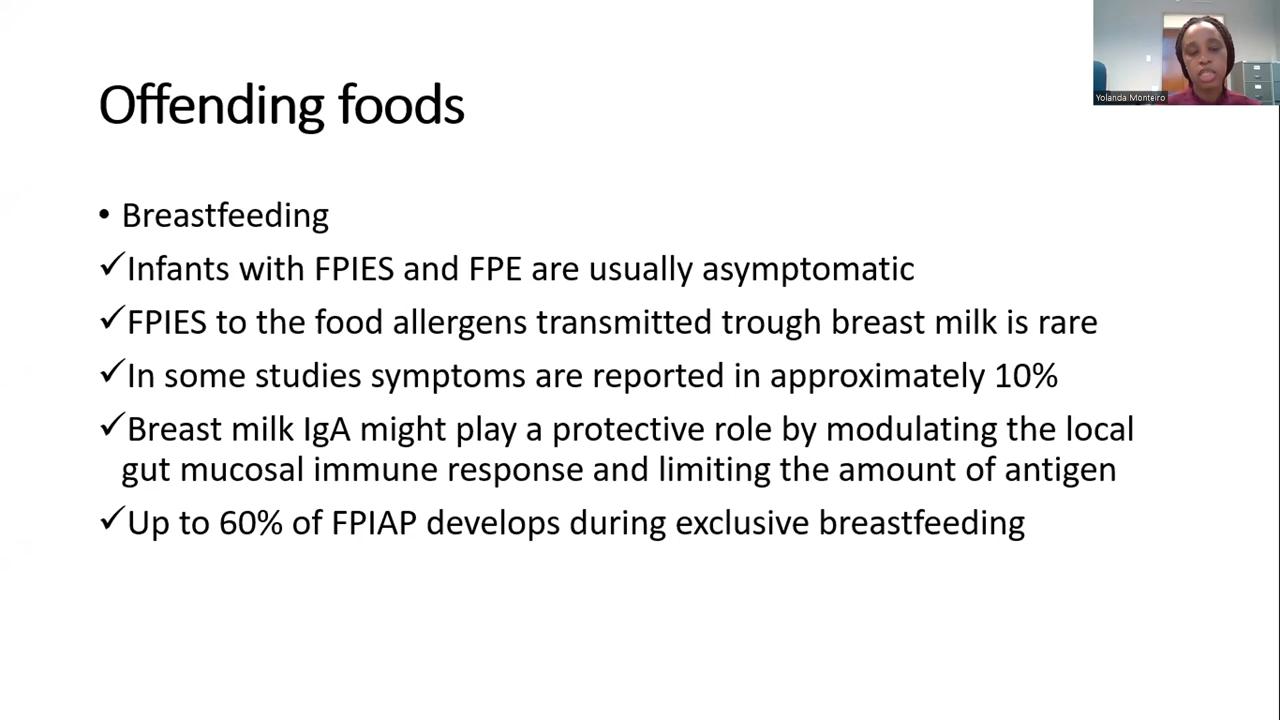 Yolanda Monteiro
Offending foods
• Breastfeeding
✓Infants with FPIES and FPE are usually asymptomatic
✓FPIES to the food allergens transmitted trough breast milk is rare
✓In some studies symptoms are reported in approximately 10%
✓Breast milk IgA might play a protective role by modulating the local
gut mucosal immune response and limiting the amount of antigen
✓Up to 60% of FPIAP develops during exclusive breastfeeding